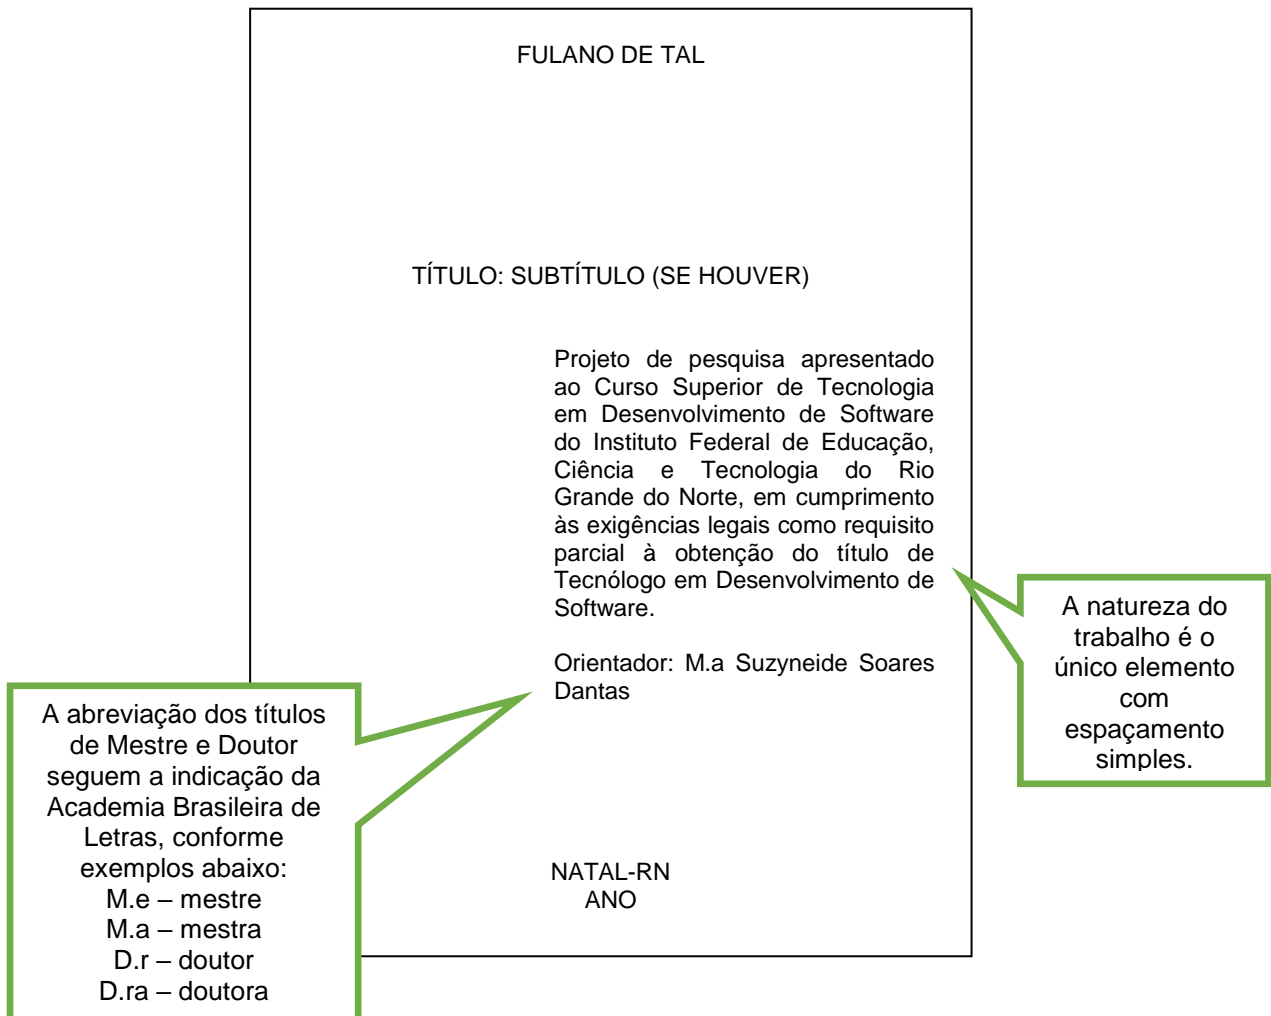 FULANO DE TAL
TÍTULO: SUBTÍTULO (SE HOUVER)
Projeto de pesquisa apresentado
ao Curso Superior de Tecnologia
em Desenvolvimento de Software
do Instituto Federal de Educação,
Ciência e Tecnologia do Rio
Grande do Norte, em cumprimento
às exigências legais como requisito
parcial à obtenção do título de
Tecnólogo em Desenvolvimento de
Software.
Orientador: M.a Suzyneide Soares
Dantas
A natureza do
trabalho é o
único elemento
com
espaçamento
simples.
A abreviação dos títulos
de Mestre e Doutor
seguem a indicação da
Academia Brasileira de
Letras, conforme
exemplos abaixo:
M.e – mestre
M.a – mestra
D.r – doutor
D.ra – doutora
NATAL-RN
ANO